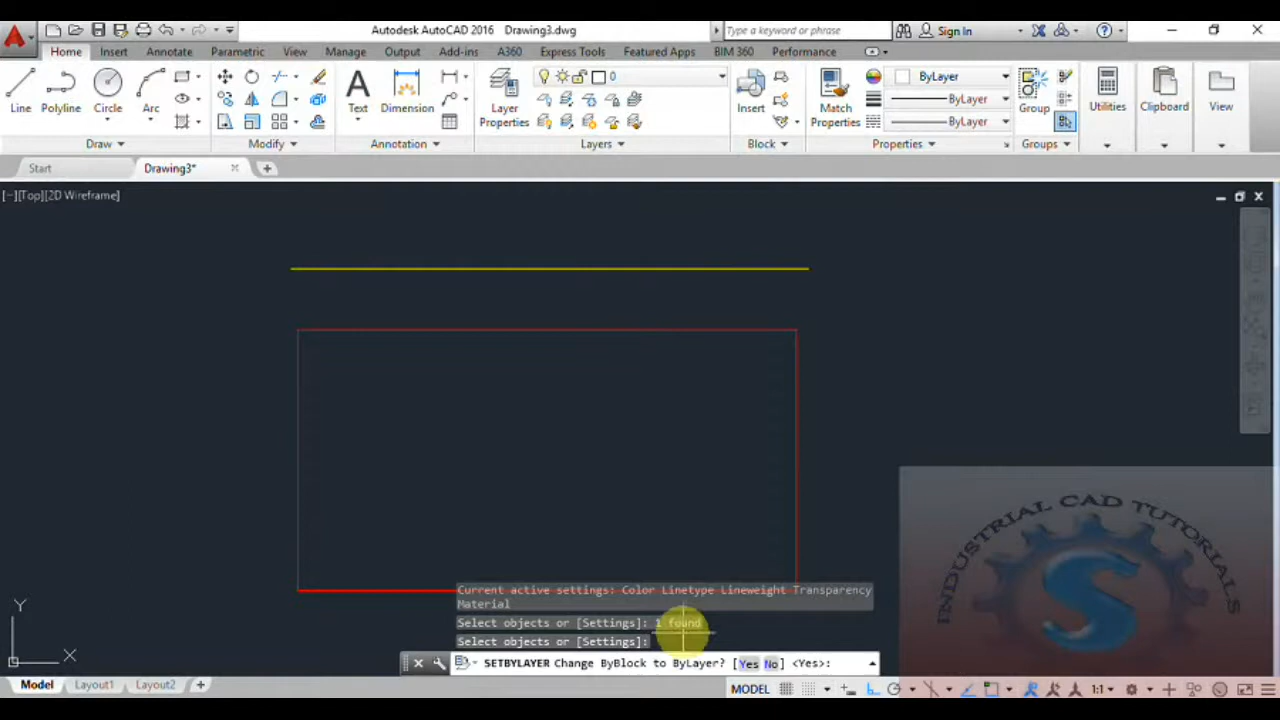 Autodesk AutoCAD 2016 Drawing3.dwg
Type a keyword or phrase
Sign In
Home Insert Annotate Parametric View Manage Output Add-ins A360 Express Tools Featured Apps BIM 360 Performance
Line Polyline Circle Arc
Text Dimension
Layer Properties
0
Insert
Match Properties
ByLayer
ByLayer
ByLayer
Group
Utilities
Clipboard
View
Draw Modify Annotation Layers Block Properties Groups
Start Drawing3*
[−][Top][2D Wireframe]
INDUSTRIAL CAD TUTORIALS
S
Current active settings: Color Linetype Lineweight Transparency
Material
Select objects or [Settings]: 1 found
Select objects or [Settings]:
SETBYLAYER Change ByBlock to ByLayer? [Yes No] <Yes>:
Y
X
Model Layout1 Layout2
MODEL 1:1